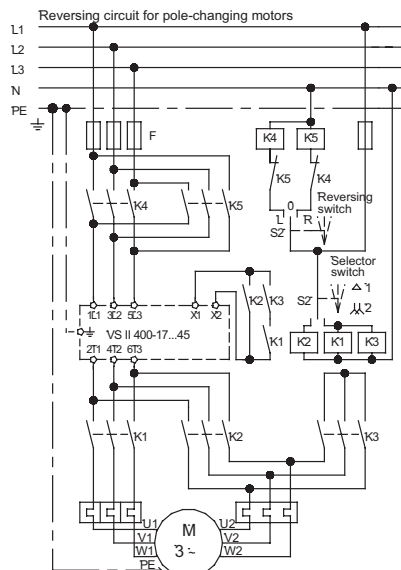 Reversing circuit for pole-changing motors
L1
L2
L3
N
PE
F
K4
K5
K4
K5
K5
K4
L
0
R
Reversing
switch
S2
Selector
switch
1
2
S2
1L1
3L2
5L3
X1
X2
K2
K3
K1
VS II 400-17...45
2T1
4T2
6T3
K2
K1
K3
K1
K2
K3
U1
V1
W1
PE
M
3 ~
U2
V2
W2